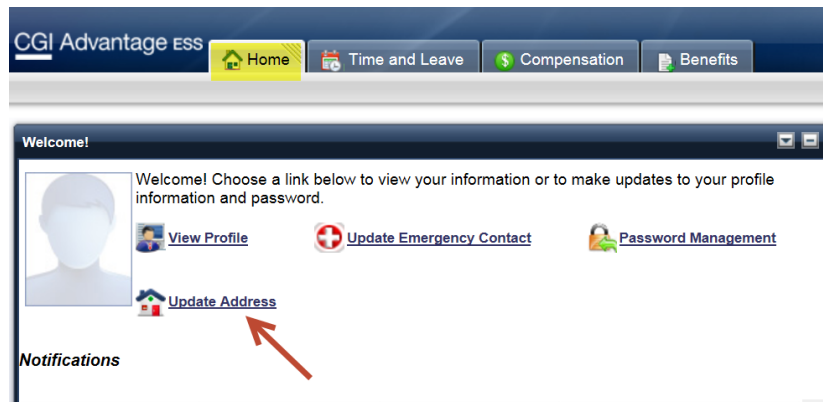 CGI Advantage ESS
Home
Time and Leave
Compensation
Benefits
Welcome!
Welcome! Choose a link below to view your information or to make updates to your profile
information and password.
View Profile
Update Emergency Contact
Password Management
Update Address
Notifications